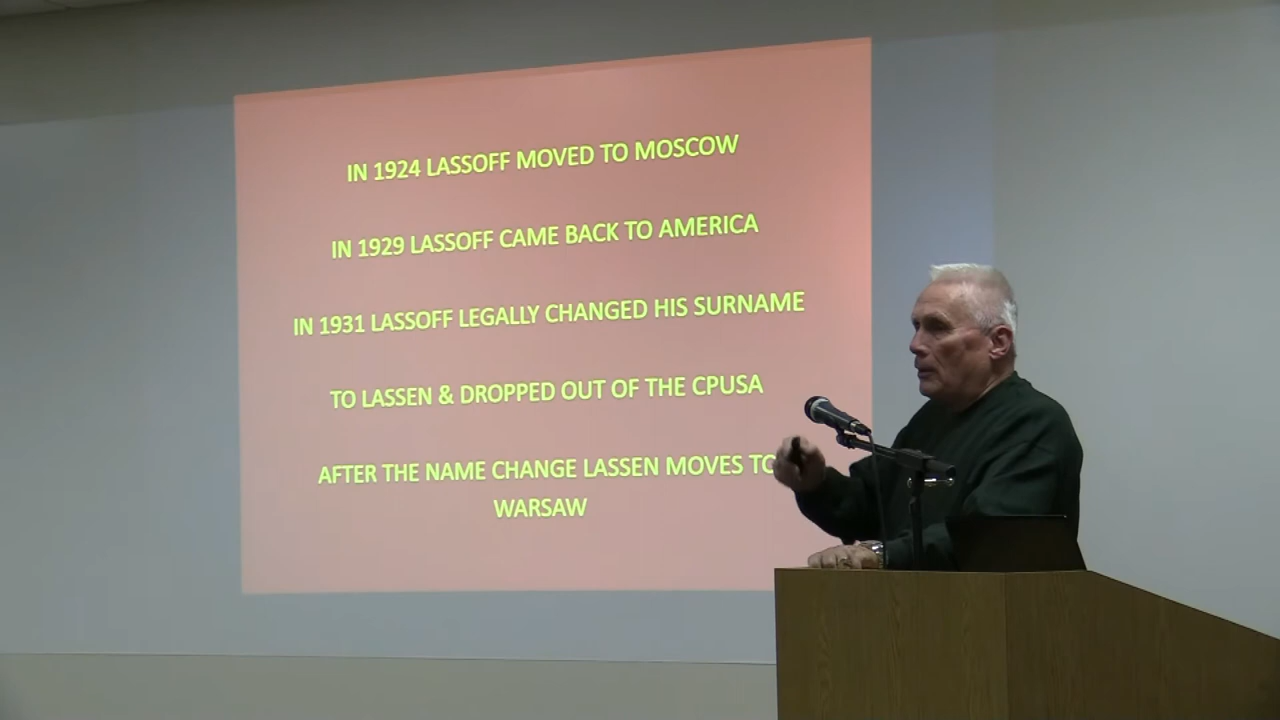 IN 1924 LASSOFF MOVED TO MOSCOW
IN 1929 LASSOFF CAME BACK TO AMERICA
IN 1931 LASSOFF LEGALLY CHANGED HIS SURNAME
TO LASSEN & DROPPED OUT OF THE CPUSA
AFTER THE NAME CHANGE LASSEN MOVES TO
WARSAW